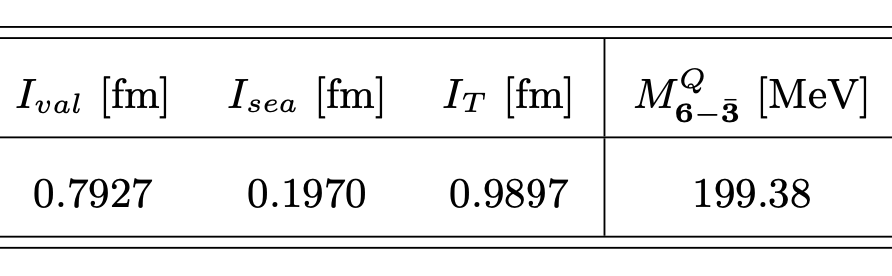 I_{val} [fm] I_{sea} [fm] I_T [fm] M^Q_{𝟔−𝟑̄} [MeV]
0.7927 0.1970 0.9897 199.38